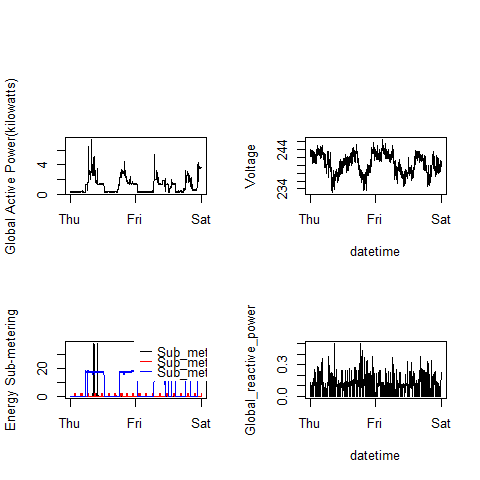 Global Active Power(kilowatts)
0 4
Thu Fri Sat
Voltage
234 244
Thu Fri Sat
datetime
Energy Sub-metering
0 20
Sub_met
Sub_met
Sub_met
Thu Fri Sat
Global_reactive_power
0.0 0.3
Thu Fri Sat
datetime